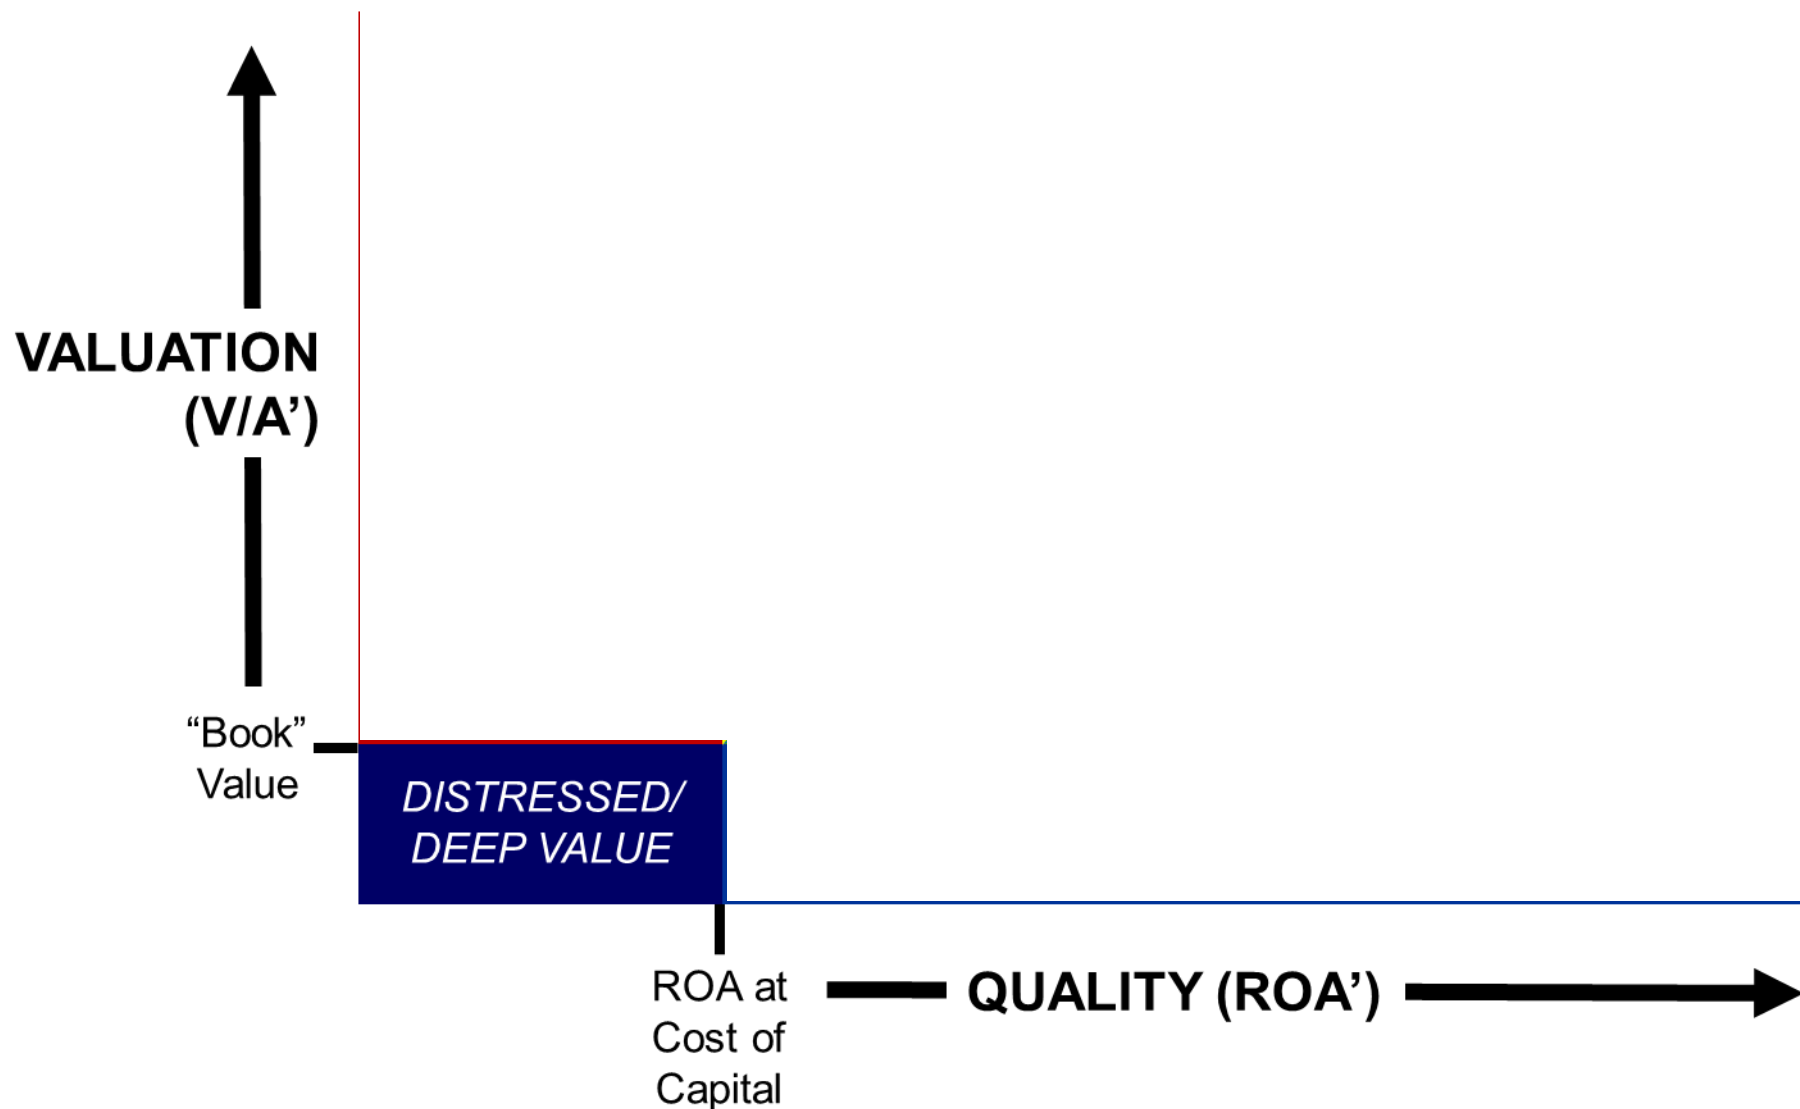 VALUATION
(V/A’)
“Book”
Value
DISTRESSED/
DEEP VALUE
ROA at
Cost of
Capital
QUALITY (ROA’)